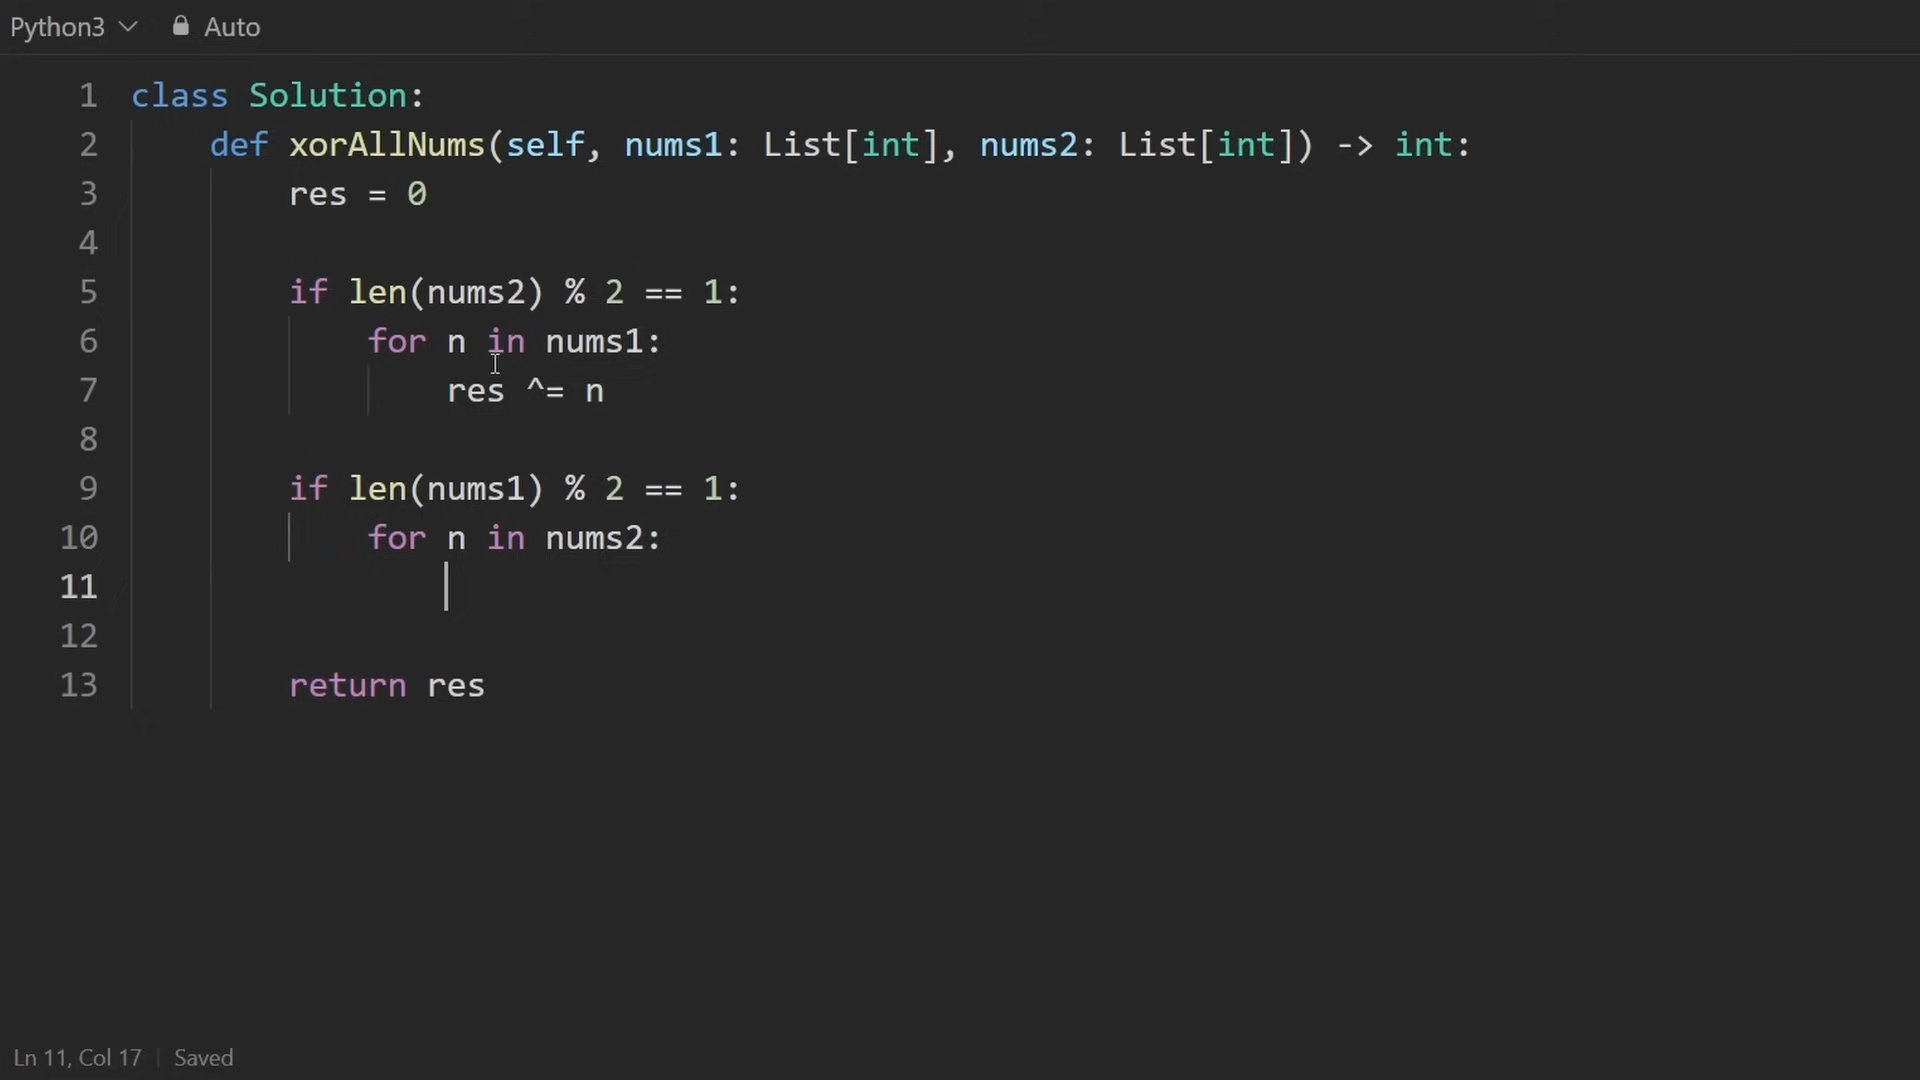 Python3 Auto
1 class Solution:
2 def xorAllNums(self, nums1: List[int], nums2: List[int]) -> int:
3 res = 0
4
5 if len(nums2) % 2 == 1:
6 for n in nums1:
7 res ^= n
8
9 if len(nums1) % 2 == 1:
10 for n in nums2:
11
12
13 return res
Ln 11, Col 17 Saved